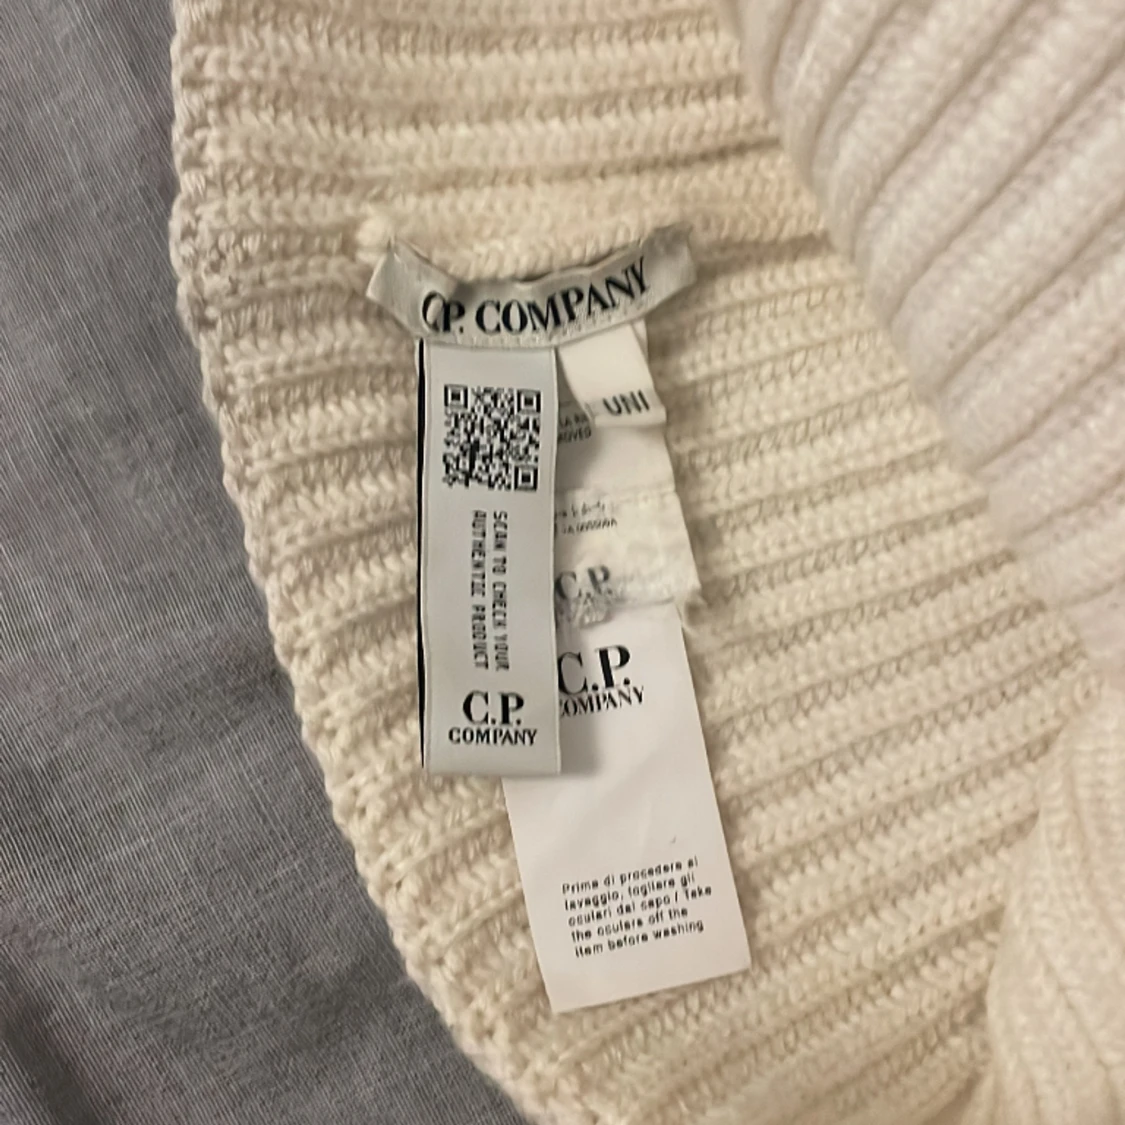 C.P. COMPANY
UNI
SCAN TO CHECK YOUR
AUTHENTIC PRODUCT
C.P.
COMPANY
C.P.
C.P.
COMPANY
Prima di procedere al
lavaggio, togliere gli
oculari dal capo / Take
the oculars off the
item before washing